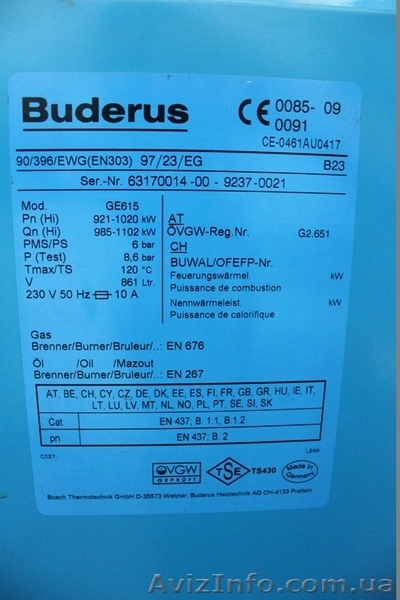 Buderus
CE 0085- 09
0091
CE-0461AU0417
90/396/EWG(EN303) 97/23/EG B23
Ser.-Nr. 63170014 -00 - 9237-0021
Mod. GE615
Pn (Hi) 921-1020 kW
Qn (Hi) 985-1102 kW
PMS/PS 6 bar
P (Test) 8,6 bar
Tmax/TS 120 °C
V 861 Ltr.
230 V 50 Hz 10 A
AT
ÖVGW-Reg.Nr. G2.651
CH
BUWAL/OFEFP-Nr.
Feuerungswärmel. kW
Puissance de combustion
Nennwärmeleist. kW
Puissance de calorifique
Gas
Brenner/Burner/Bruleur/..: EN 676
Öl /Oil /Mazout
Brenner/Burner/Bruleur/..: EN 267
AT, BE, CH, CY, CZ, DE, DK, EE, ES, FI, FR, GB, GR, HU, IE, IT,
LT, LU, LV, MT, NL, NO, PL, PT, SE, SI, SK
Cat EN 437; B. 1.1, B 1.2
pn EN 437; B. 2
ÖVGW
GEPRÜFT
TSE TS430
Made in
Germany
Bosch Thermotechnik GmbH D-35573 Wetzlar; Buderus Heiztechnik AG CH-4133 Pratteln
AvizInfo.com.ua